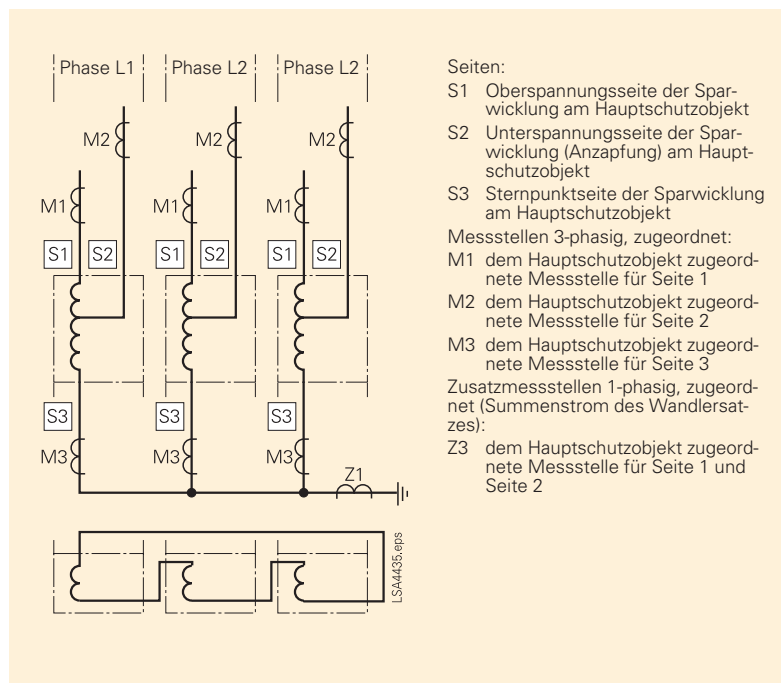 Phase L1 Phase L2 Phase L2
M2 M2 M2
M1 M1 M1
S1 S2 S1 S2 S1 S2
S3 S3 S3
M3 M3 M3
Z1
LSA4435.eps
Seiten:
S1 Oberspannungsseite der Spar-
wicklung am Hauptschutzobjekt
S2 Unterspannungsseite der Spar-
wicklung (Anzapfung) am Haupt-
schutzobjekt
S3 Sternpunktseite der Sparwicklung
am Hauptschutzobjekt
Messstellen 3-phasig, zugeordnet:
M1 dem Hauptschutzobjekt zugeord-
nete Messstelle für Seite 1
M2 dem Hauptschutzobjekt zugeord-
nete Messstelle für Seite 2
M3 dem Hauptschutzobjekt zugeord-
nete Messstelle für Seite 3
Zusatzmessstellen 1-phasig, zugeord-
net (Summenstrom des Wandlersat-
zes):
Z3 dem Hauptschutzobjekt zugeord-
nete Messstelle für Seite 1 und
Seite 2